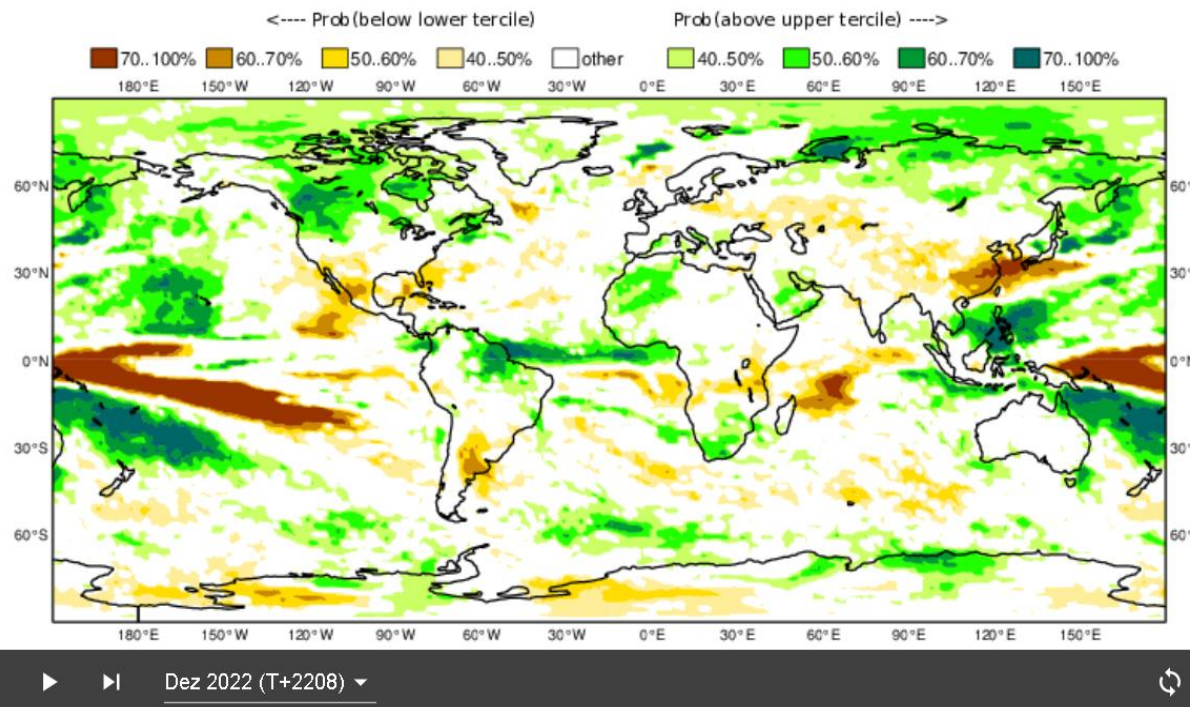 <---- Prob(below lower tercile) Prob(above upper tercile) ---->
70..100% 60..70% 50..60% 40..50% other 40..50% 50..60% 60..70% 70..100%
180°E 150°W 120°W 90°W 60°W 30°W 0°E 30°E 60°E 90°E 120°E 150°E
60°N 60°
30°N 30°
0°N 0°N
30°S 30°
60°S 60°
180°E 150°W 120°W 90°W 60°W 30°W 0°E 30°E 60°E 90°E 120°E 150°E
Dez 2022 (T+2208)